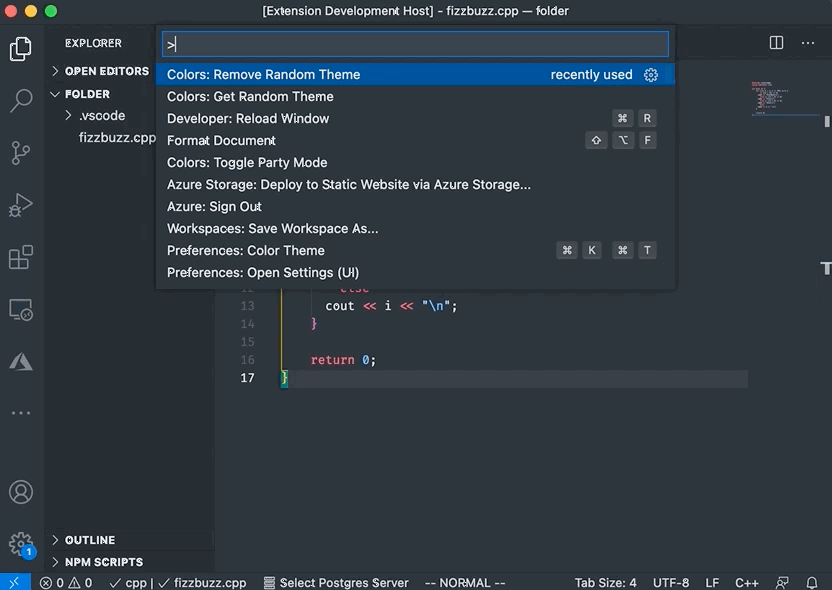 [Extension Development Host] - fizzbuzz.cpp — folder
EXPLORER
OPEN EDITORS
FOLDER
.vscode
fizzbuzz.cpp
>
Colors: Remove Random Theme recently used
Colors: Get Random Theme
Developer: Reload Window ⌘ R
Format Document ⇧ ⌥ F
Colors: Toggle Party Mode
Azure Storage: Deploy to Static Website via Azure Storage...
Azure: Sign Out
Workspaces: Save Workspace As...
Preferences: Color Theme ⌘ K ⌘ T
Preferences: Open Settings (UI)
12 else
13 cout << i << "\n";
14 }
15
16 return 0;
17 }
OUTLINE
NPM SCRIPTS
1
0 0 cpp | fizzbuzz.cpp Select Postgres Server -- NORMAL -- Tab Size: 4 UTF-8 LF C++